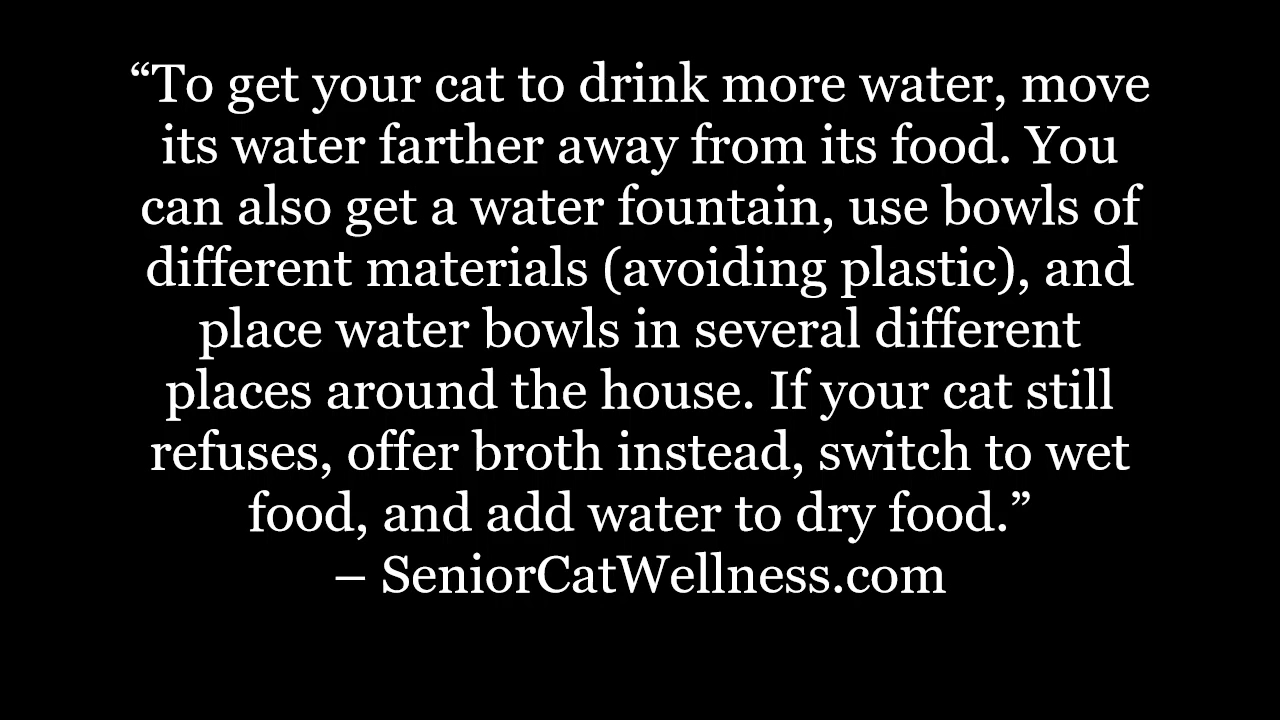 “To get your cat to drink more water, move
its water farther away from its food. You
can also get a water fountain, use bowls of
different materials (avoiding plastic), and
place water bowls in several different
places around the house. If your cat still
refuses, offer broth instead, switch to wet
food, and add water to dry food.”
– SeniorCatWellness.com